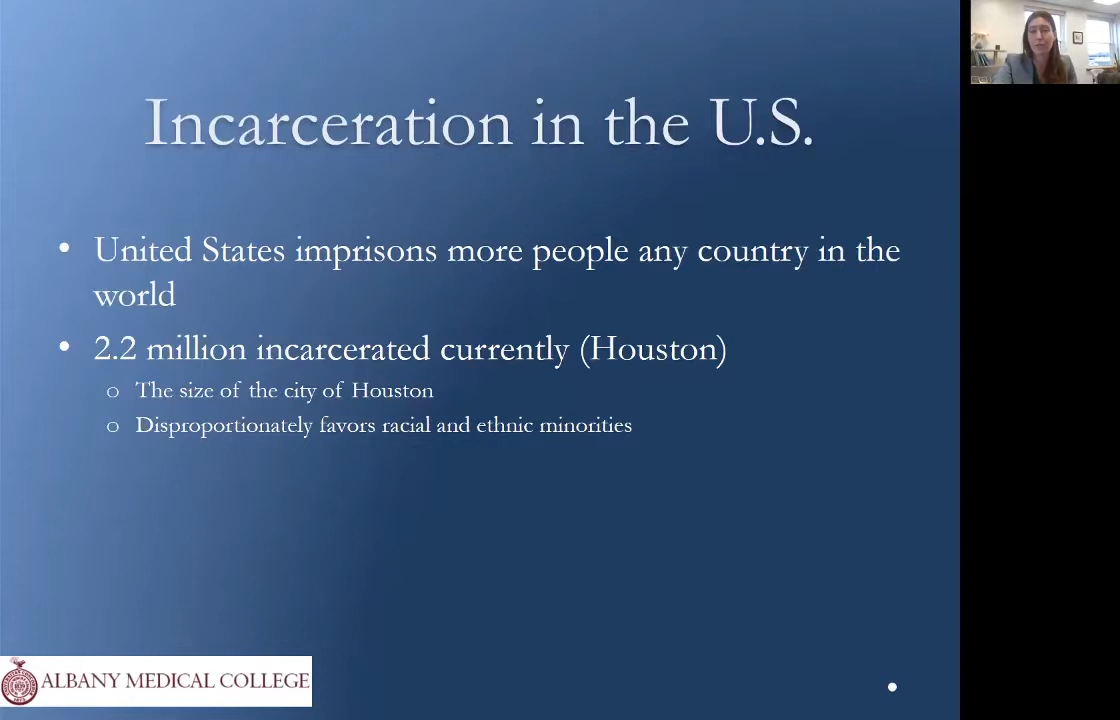 Incarceration in the U.S.
• United States imprisons more people any country in the
world
• 2.2 million incarcerated currently (Houston)
o The size of the city of Houston
o Disproportionately favors racial and ethnic minorities
ALBANY MEDICAL COLLEGE